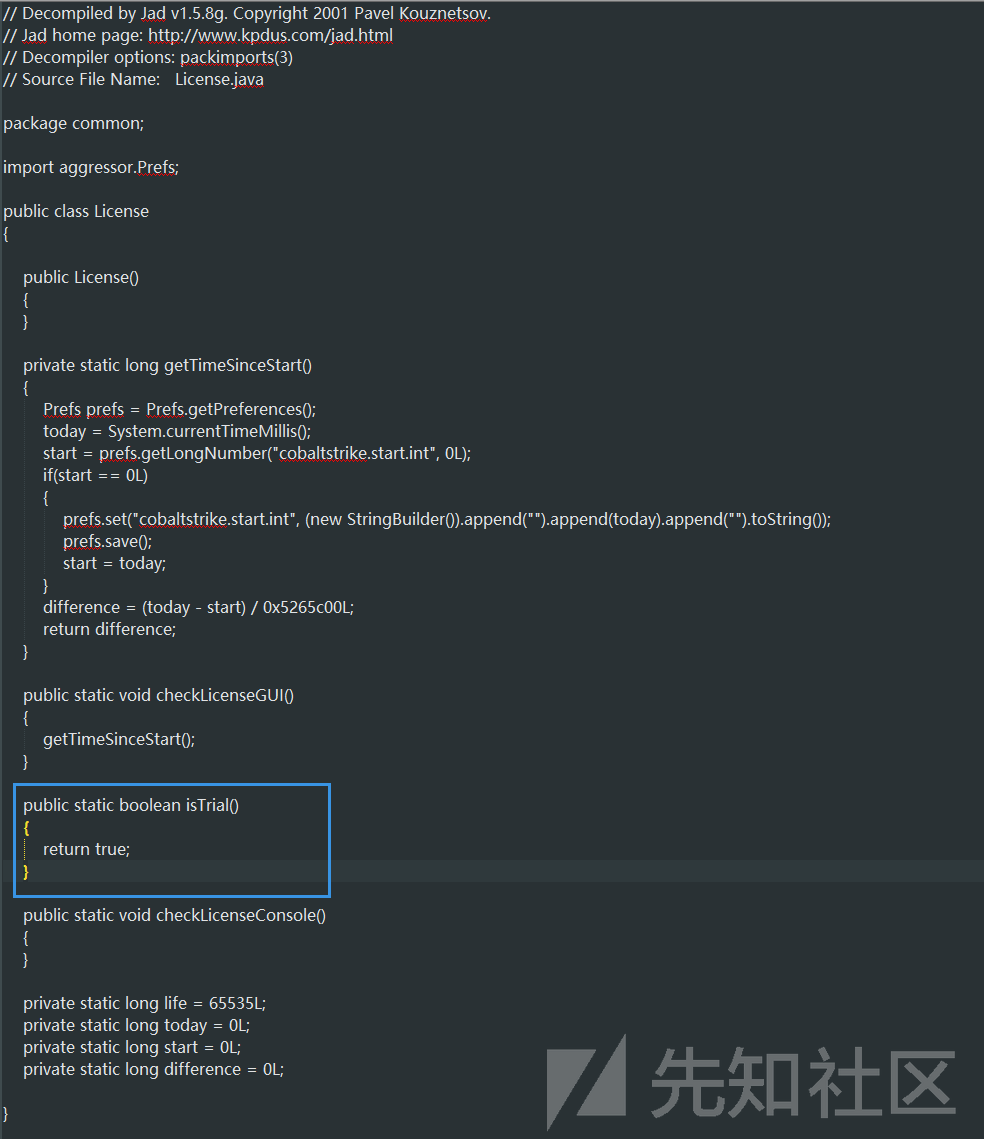 // Decompiled by Jad v1.5.8g. Copyright 2001 Pavel Kouznetsov.
// Jad home page: http://www.kpdus.com/jad.html
// Decompiler options: packimports(3)
// Source File Name:   License.java
package common;
import aggressor.Prefs;
public class License
{
public License()
{
}
private static long getTimeSinceStart()
{
Prefs prefs = Prefs.getPreferences();
today = System.currentTimeMillis();
start = prefs.getLongNumber("cobaltstrike.start.int", 0L);
if(start == 0L)
{
prefs.set("cobaltstrike.start.int", (new StringBuilder()).append("").append(today).append("").toString());
prefs.save();
start = today;
}
difference = (today - start) / 0x5265c00L;
return difference;
}
public static void checkLicenseGUI()
{
getTimeSinceStart();
}
public static boolean isTrial()
{
return true;
}
public static void checkLicenseConsole()
{
}
private static long life = 65535L;
private static long today = 0L;
private static long start = 0L;
private static long difference = 0L;
}
先知社区